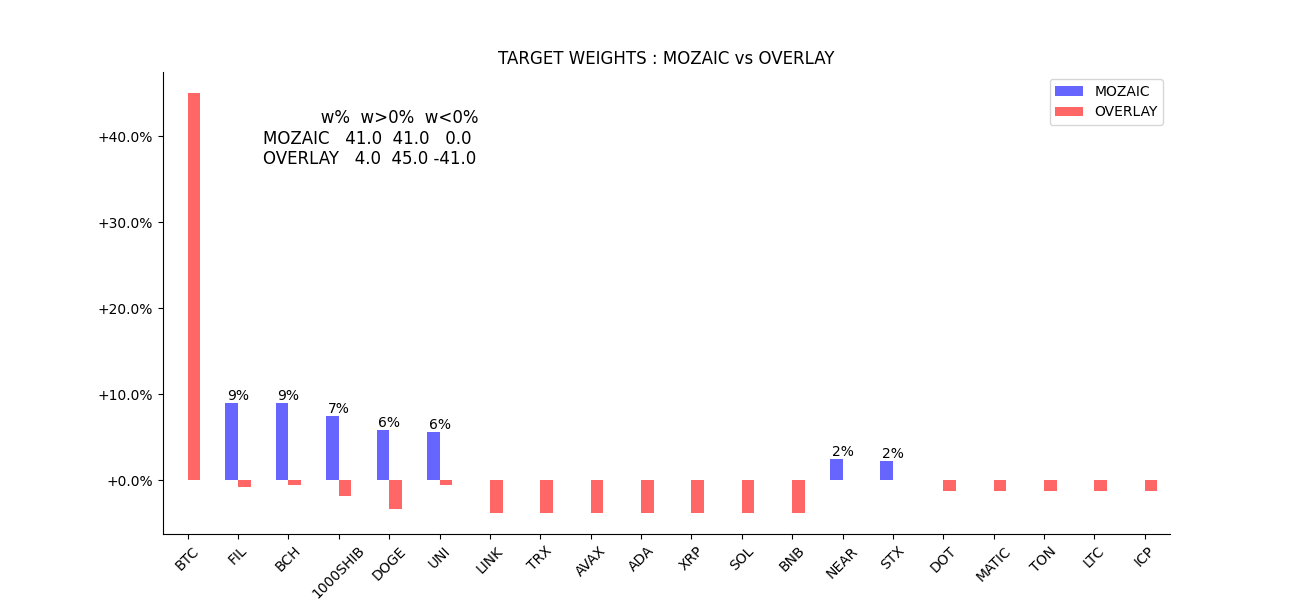 TARGET WEIGHTS : MOZAIC vs OVERLAY
MOZAIC
OVERLAY
w% w>0% w<0%
MOZAIC 41.0 41.0 0.0
OVERLAY 4.0 45.0 -41.0
+40.0%
+30.0%
+20.0%
+10.0%
+0.0%
9%
9%
7%
6%
6%
2%
2%
BTC
FIL
BCH
1000SHIB
DOGE
UNI
LINK
TRX
AVAX
ADA
XRP
SOL
BNB
NEAR
STX
DOT
MATIC
TON
LTC
ICP